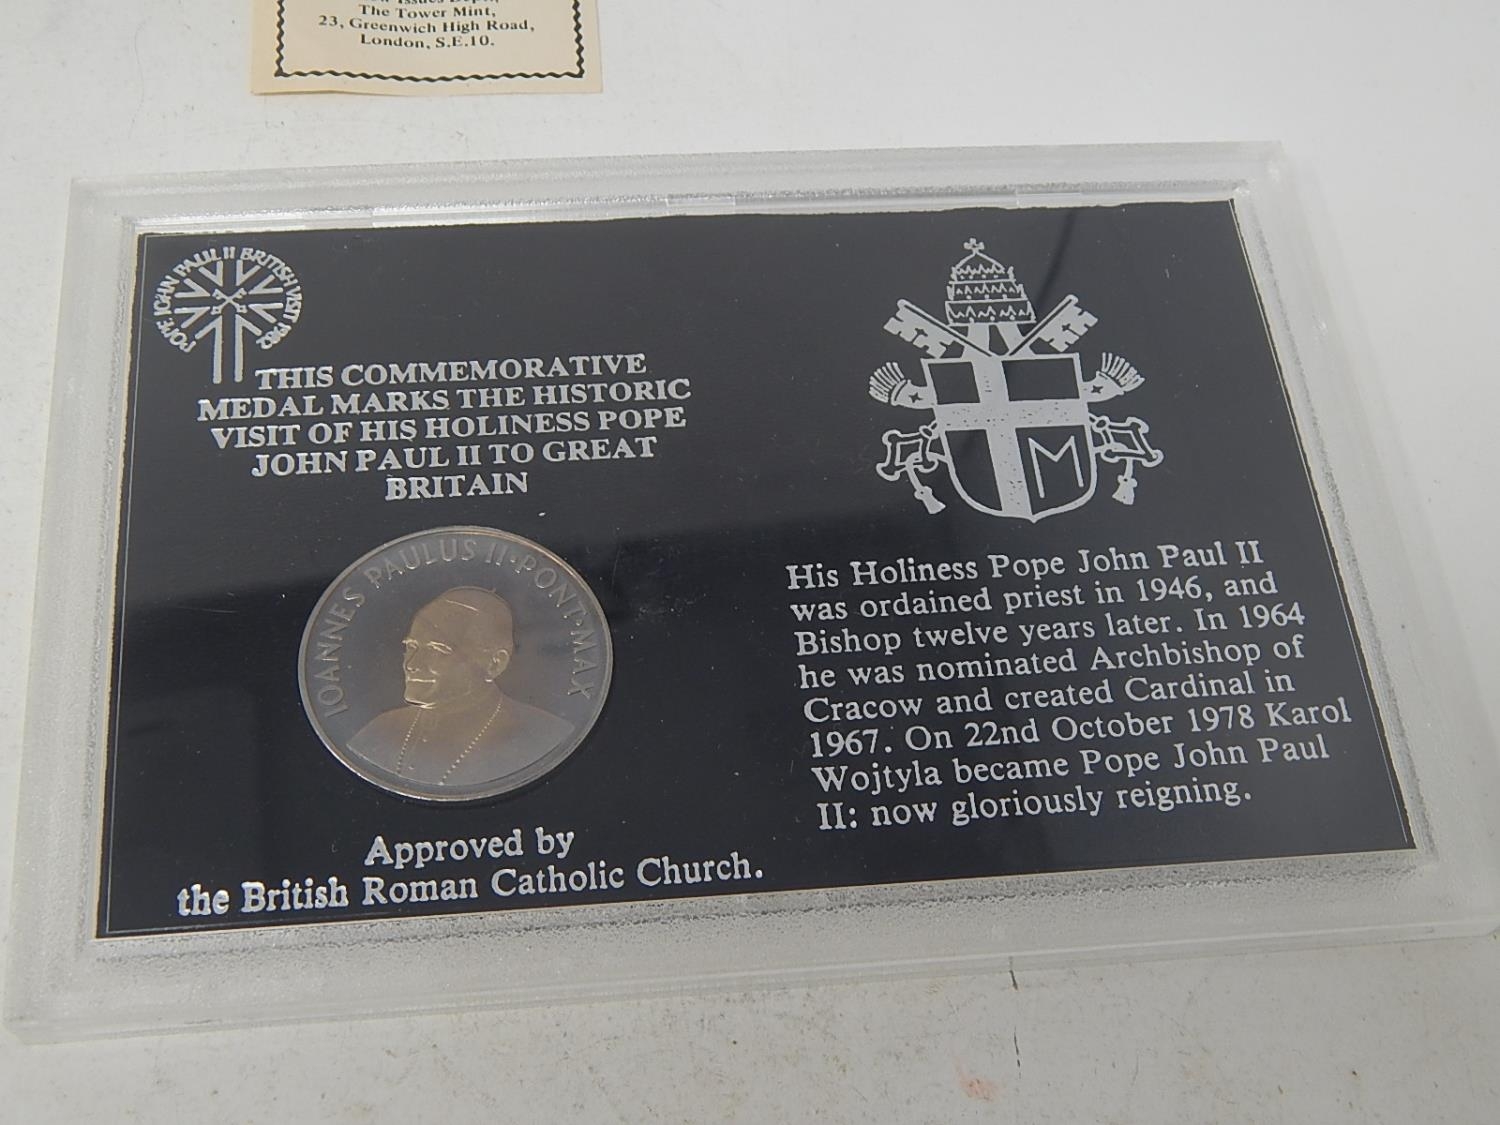 The Tower Mint,
23, Greenwich High Road,
London, S.E.10.
POPE JOHN PAUL II BRITISH VISIT 1982
THIS COMMEMORATIVE
MEDAL MARKS THE HISTORIC
VISIT OF HIS HOLINESS POPE
JOHN PAUL II TO GREAT
BRITAIN
IOANNES PAULUS II·PONT·MAX
Approved by
the British Roman Catholic Church.
M
His Holiness Pope John Paul II
was ordained priest in 1946, and
Bishop twelve years later. In 1964
he was nominated Archbishop of
Cracow and created Cardinal in
1967. On 22nd October 1978 Karol
Wojtyla became Pope John Paul
II: now gloriously reigning.